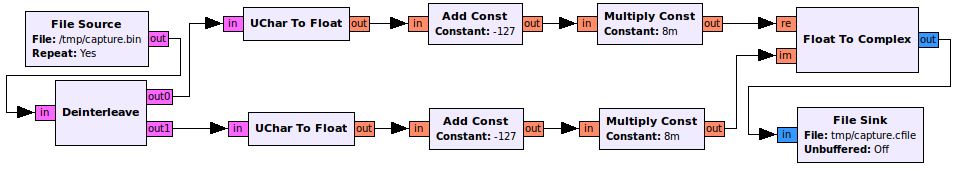 File Source
File: /tmp/capture.bin
Repeat: Yes
out
in
Deinterleave
out0
out1
in
UChar To Float
out
in
Add Const
Constant: -127
out
in
Multiply Const
Constant: 8m
out
in
UChar To Float
out
in
Add Const
Constant: -127
out
in
Multiply Const
Constant: 8m
out
re
im
Float To Complex
out
in
File Sink
File: tmp/capture.cfile
Unbuffered: Off